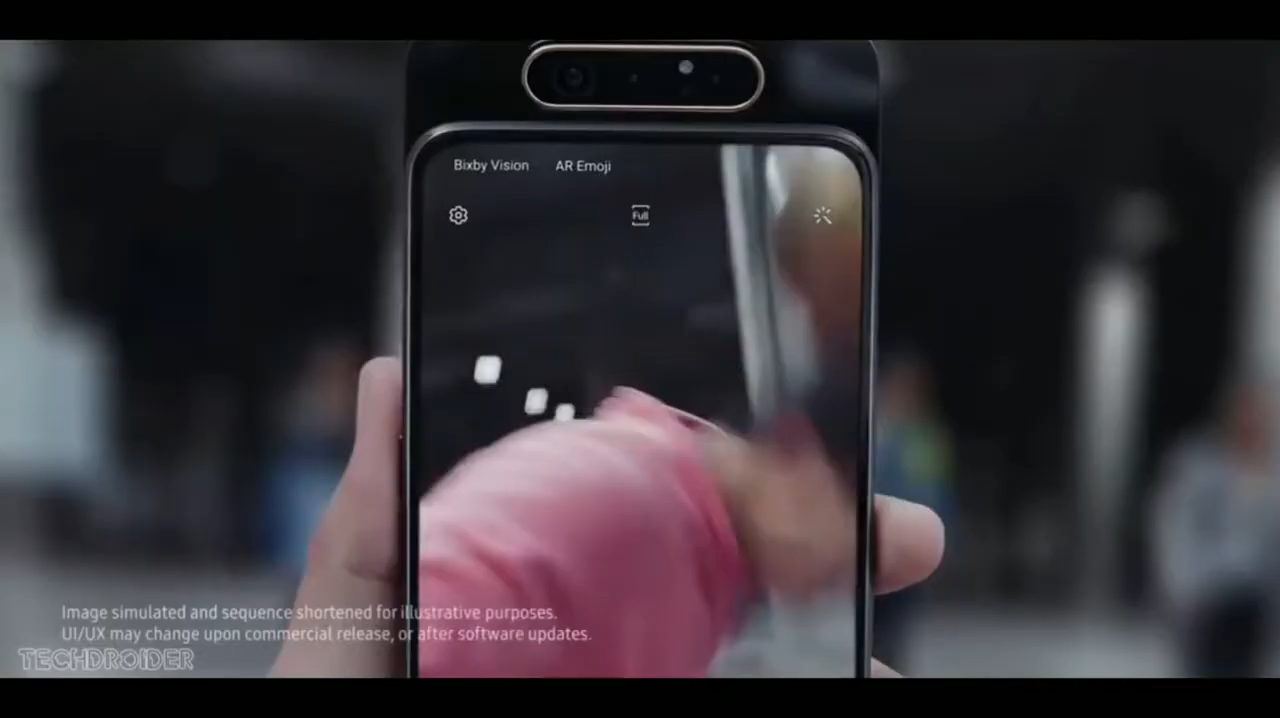 Bixby Vision AR Emoji
Full
Image simulated and sequence shortened for illustrative purposes.
UI/UX may change upon commercial release, or after software updates.
TECHDROIDER